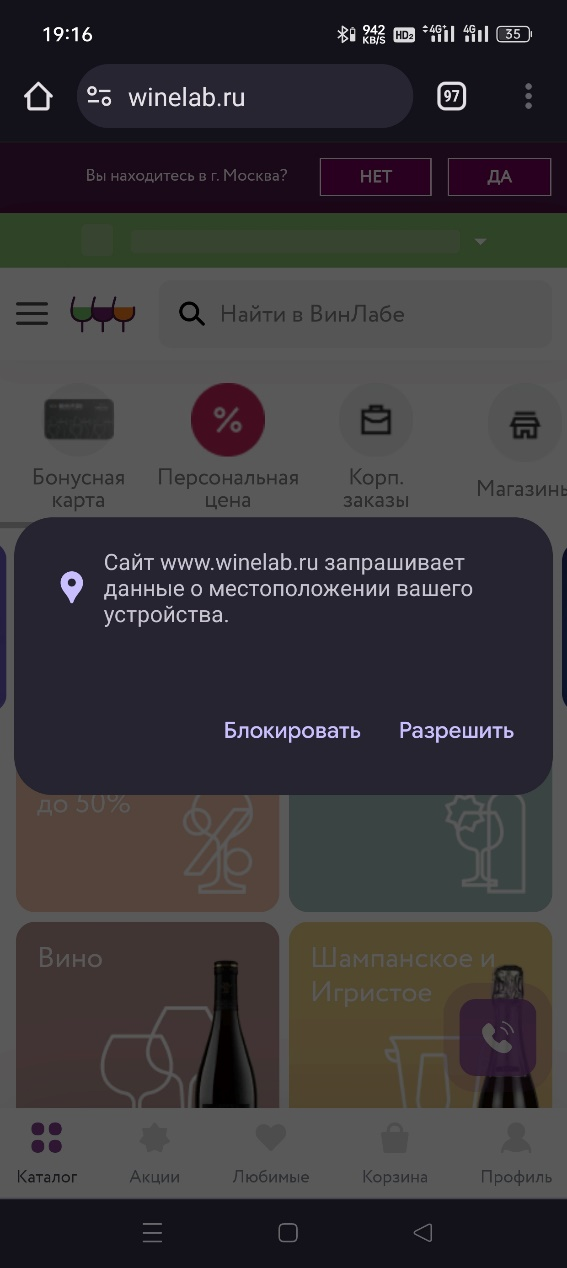 19:16
942
KB/S
HD2
4G+
4G
35
winelab.ru
97
Вы находитесь в г. Москва?
НЕТ
ДА
Найти в ВинЛабе
Бонусная
карта
Персональная
цена
Корп.
заказы
Магазины
Сайт www.winelab.ru запрашивает
данные о местоположении вашего
устройства.
Блокировать
Разрешить
до 50%
Вино
Шампанское и
Игристое
Каталог
Акции
Любимые
Корзина
Профиль